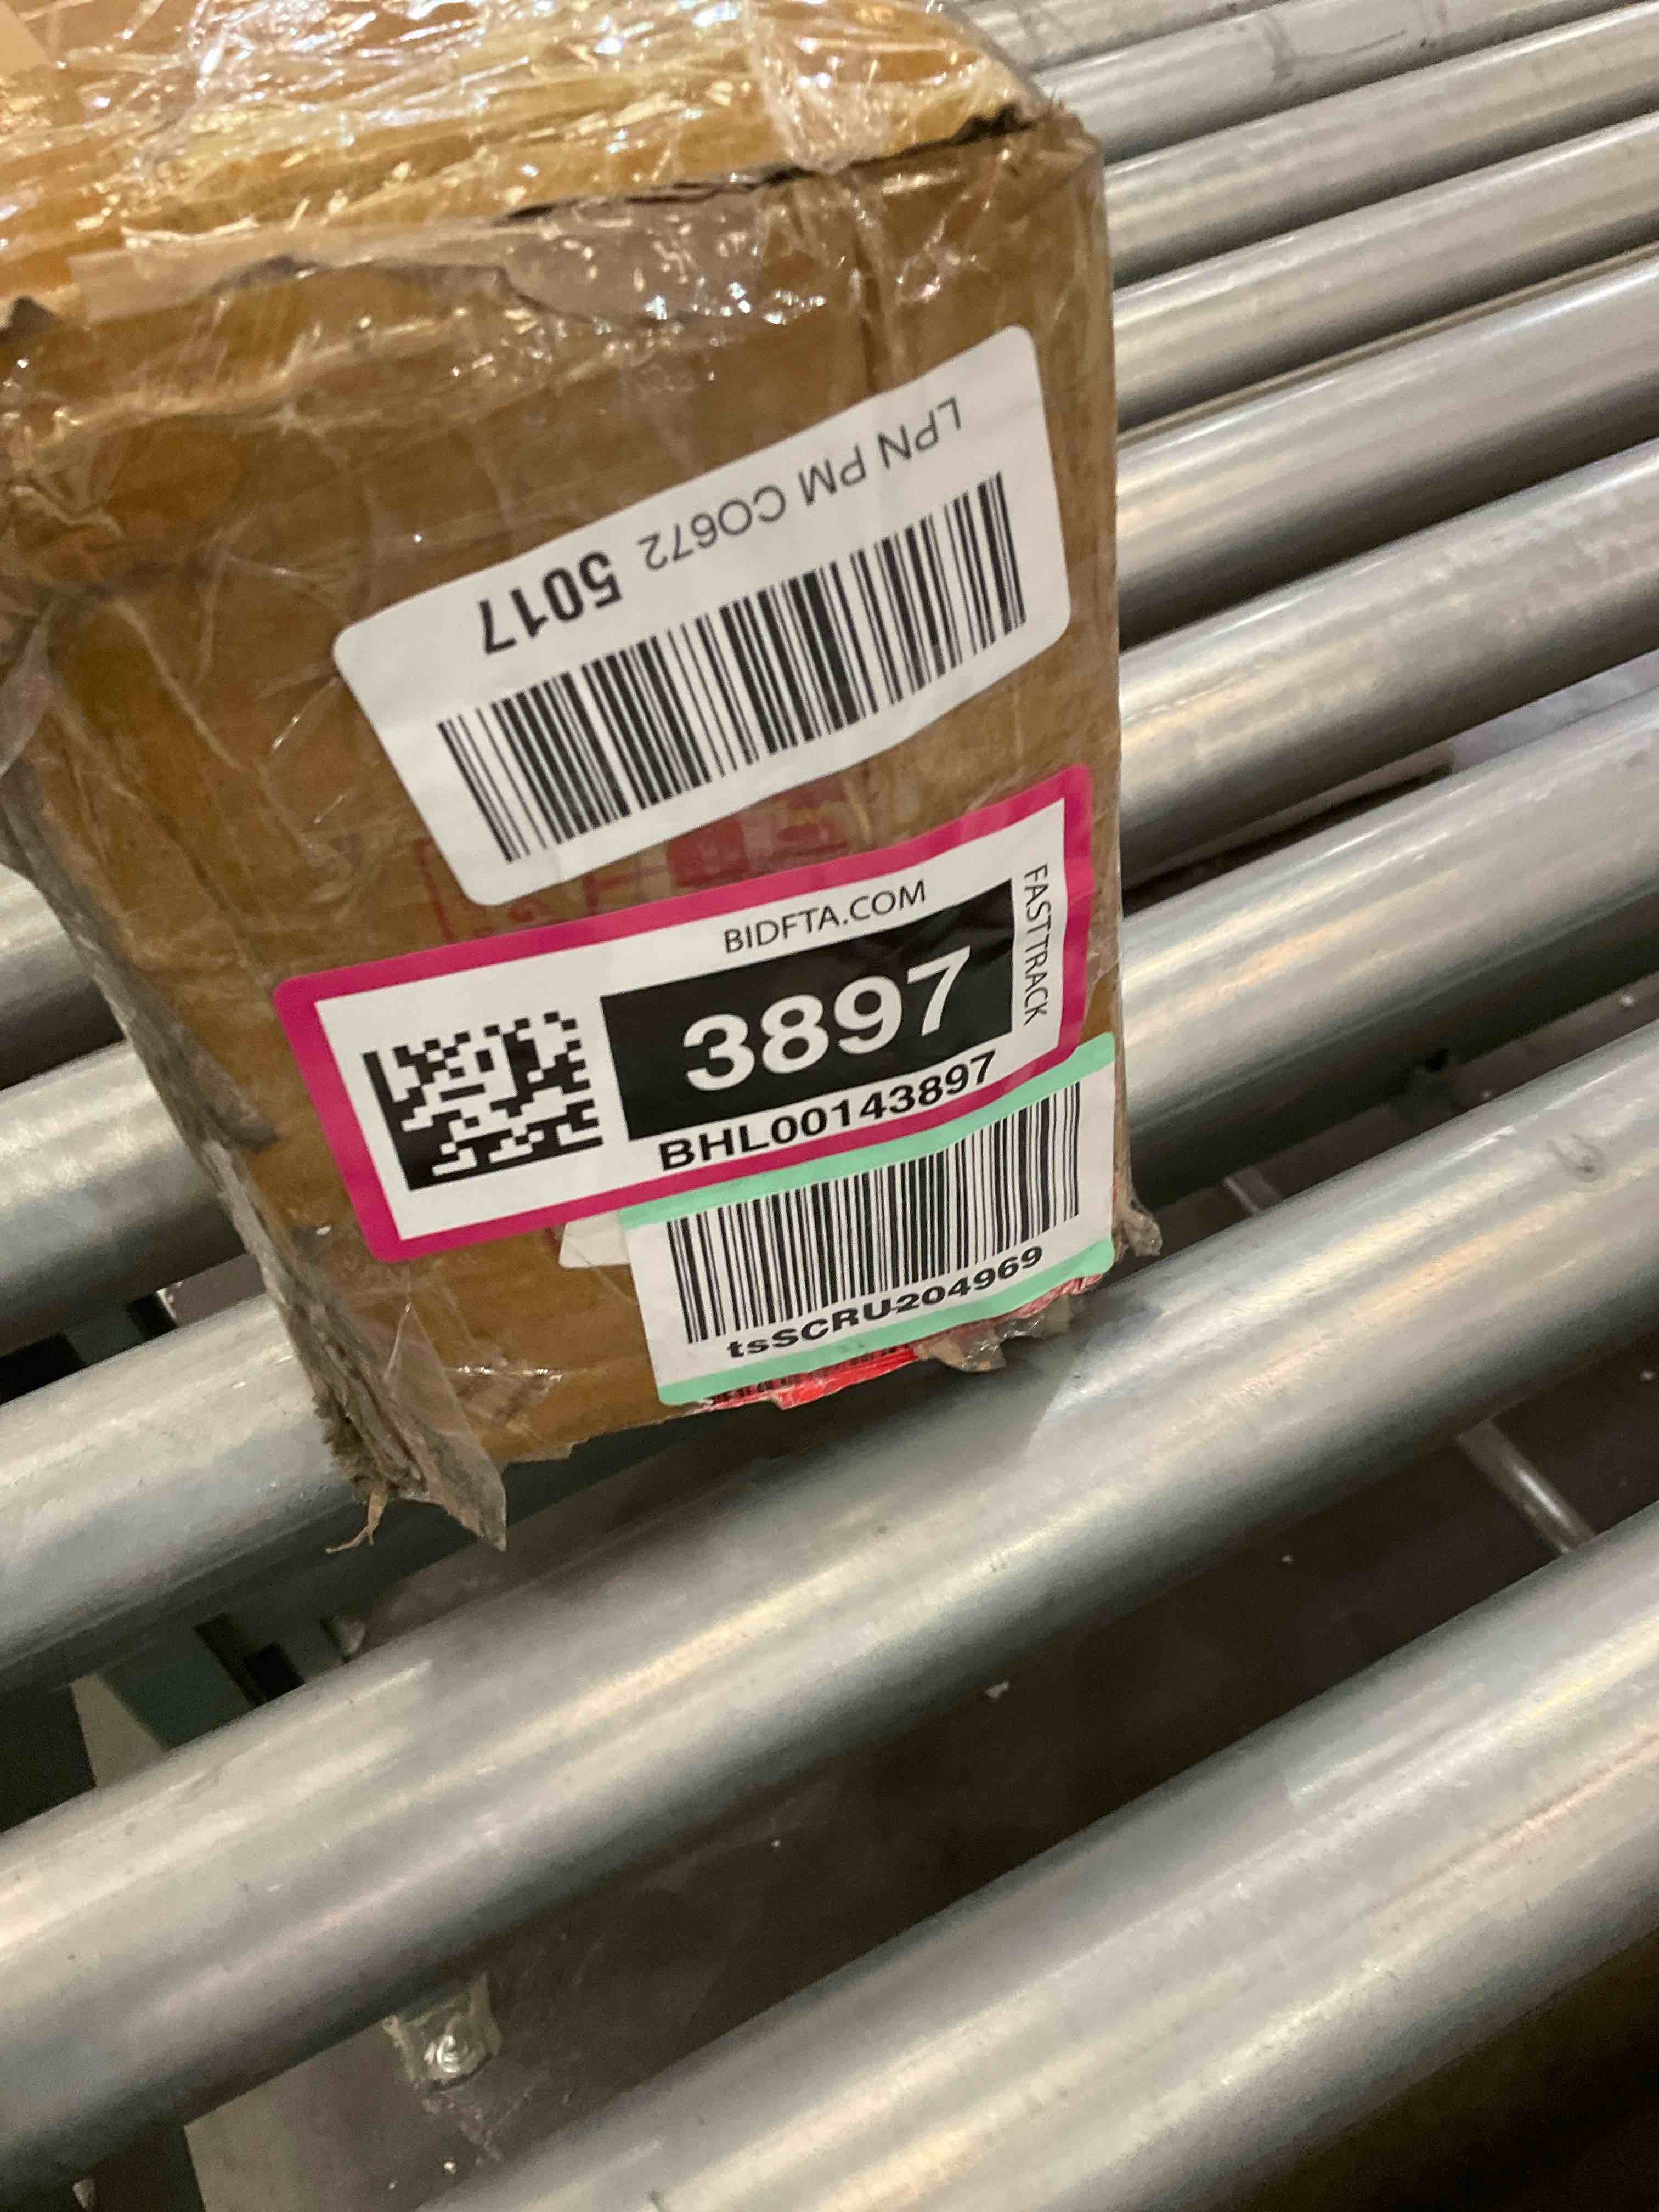 LPN PM CO672 5017
BIDFTA.COM
3897
FASTTRACK
BHL00143897
tsSCRU204969